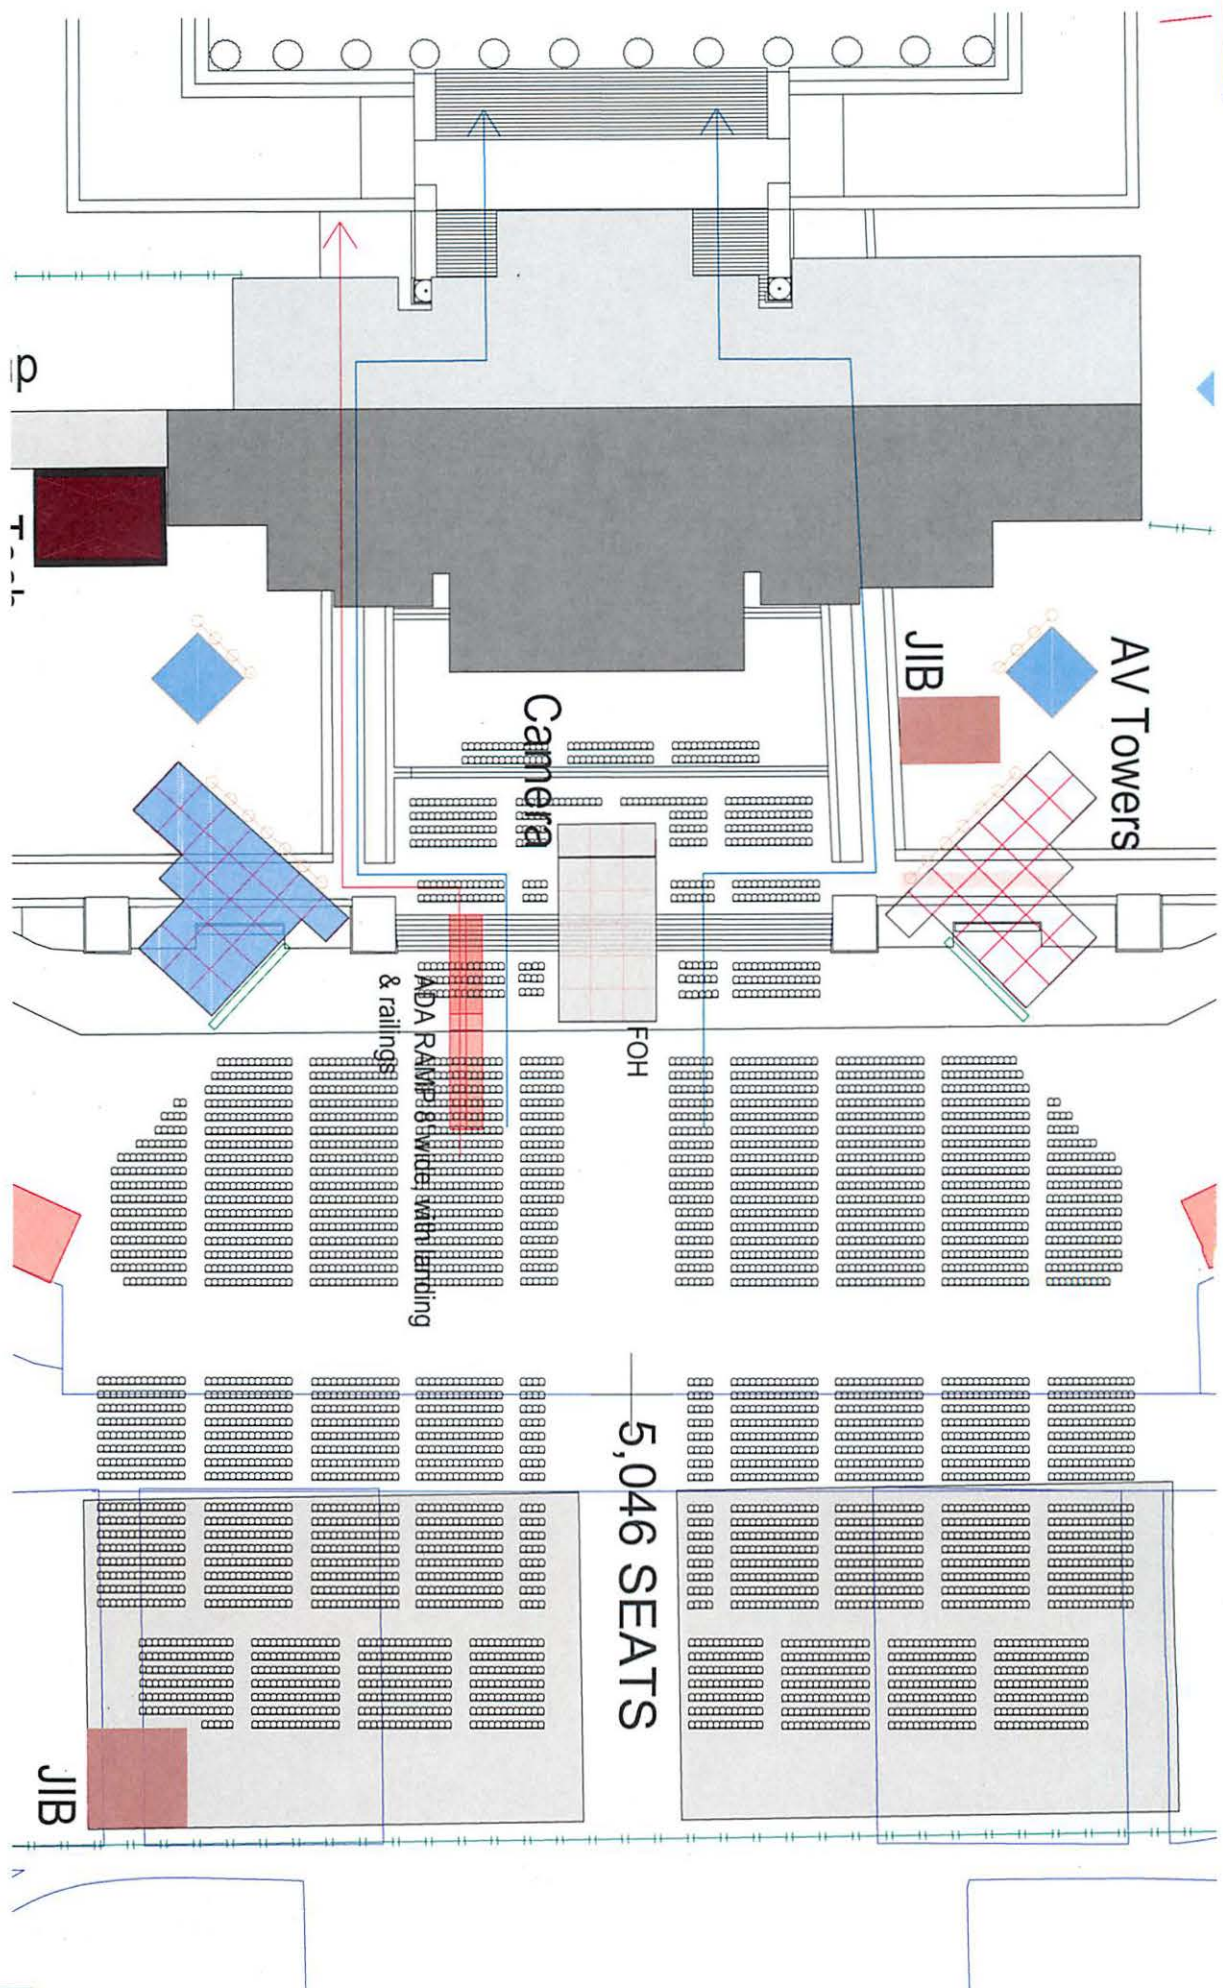 AV Towers
JIB
Camera
FOH
ADA RAMP 8' wide, with landing
& railings
5,046 SEATS
JIB